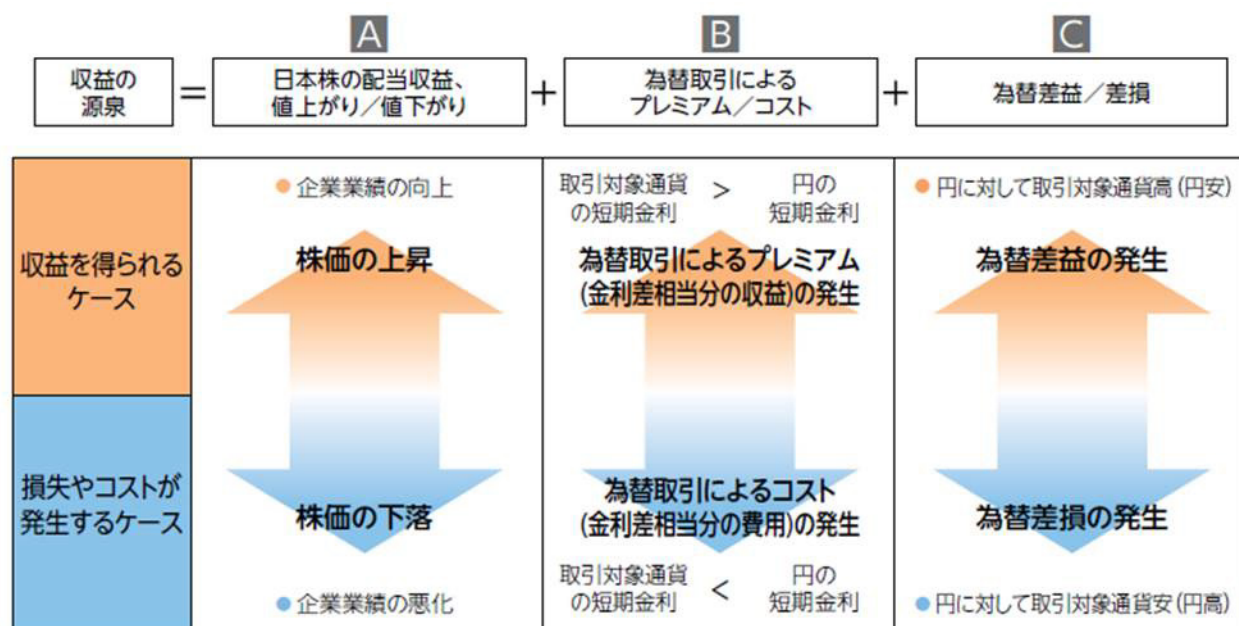 A
B
C
収益の
源泉
=
日本株の配当収益、
値上がり/値下がり
+
為替取引による
プレミアム/コスト
+
為替差益/差損
収益を得られる
ケース
● 企業業績の向上
株価の上昇
取引対象通貨
の短期金利
>
円の
短期金利
為替取引によるプレミアム
(金利差相当分の収益)の発生
● 円に対して取引対象通貨高(円安)
為替差益の発生
損失やコストが
発生するケース
株価の下落
● 企業業績の悪化
為替取引によるコスト
(金利差相当分の費用)の発生
取引対象通貨
の短期金利
<
円の
短期金利
為替差損の発生
● 円に対して取引対象通貨安(円高)